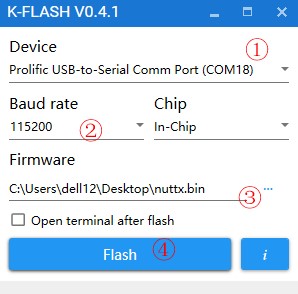 K-FLASH V0.4.1
Device
①
Prolific USB-to-Serial Comm Port (COM18)
Baud rate Chip
115200 ② In-Chip
Firmware
C:\Users\dell12\Desktop\nuttx.bin ③ ...
Open terminal after flash
Flash ④ i